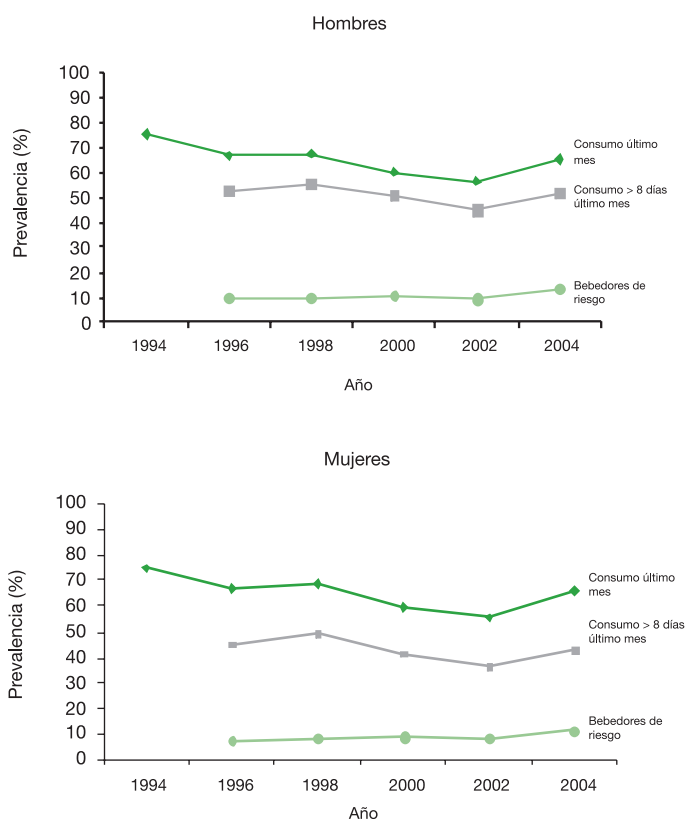 Hombres
Prevalencia (%)
100
90
80
70
60
50
40
30
20
10
0
1994 1996 1998 2000 2002 2004
Año
Consumo último
mes
Consumo > 8 días
último mes
Bebedores de
riesgo
Mujeres
Prevalencia (%)
100
90
80
70
60
50
40
30
20
10
0
1994 1996 1998 2000 2002 2004
Año
Consumo último
mes
Consumo > 8 días
último mes
Bebedores de
riesgo